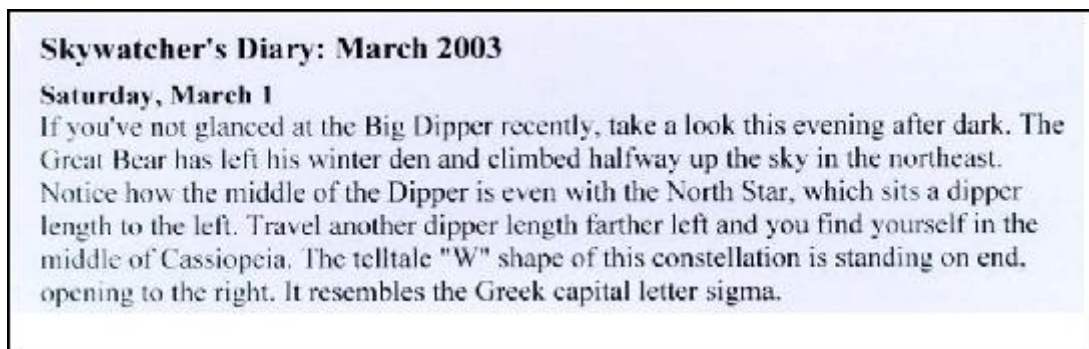 Skywatcher's Diary: March 2003
Saturday, March 1
If you've not glanced at the Big Dipper recently, take a look this evening after dark. The
Great Bear has left his winter den and climbed halfway up the sky in the northeast.
Notice how the middle of the Dipper is even with the North Star, which sits a dipper
length to the left. Travel another dipper length farther left and you find yourself in the
middle of Cassiopeia. The telltale "W" shape of this constellation is standing on end,
opening to the right. It resembles the Greek capital letter sigma.